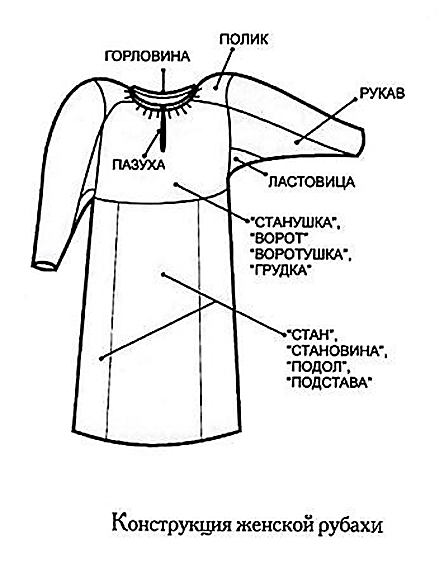 ПОЛИК
ГОРЛОВИНА
РУКАВ
ПАЗУХА
ЛАСТОВИЦА
"СТАНУШКА",
"ВОРОТ"
"ВОРОТУШКА",
"ГРУДКА"
"СТАН",
"СТАНОВИНА",
"ПОДОЛ",
"ПОДСТАВА"
Конструкция женской рубахи